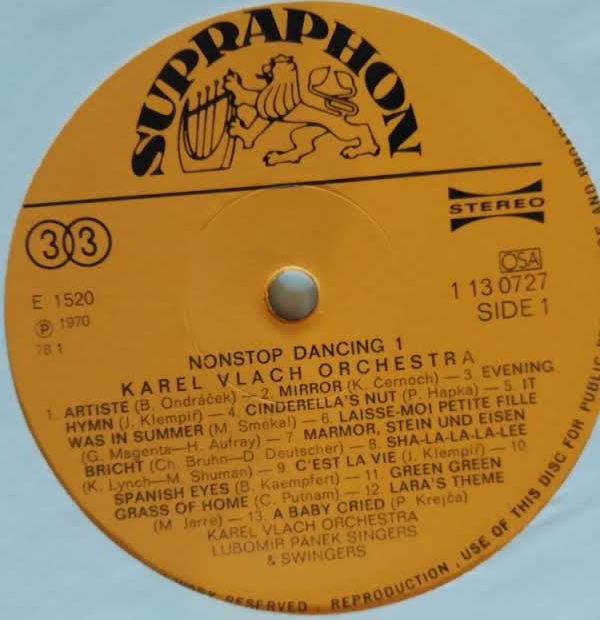 SUPRAPHON
33
STEREO
E 1520
Ⓟ 1970
78 1
OSA
1 13 0727
SIDE 1
NONSTOP DANCING 1
KAREL VLACH ORCHESTRA
1. ARTISTE (B. Ondráček) — 2. MIRROR (K. Černoch) — 3. EVENING
HYMN (J. Klempíř) — 4. CINDERELLA'S NUT (P. Hapka) — 5. IT
WAS IN SUMMER (M. Smékal) — 6. LAISSE-MOI PETITE FILLE
(G. Magenta—H. Aufray) — 7 MARMOR, STEIN UND EISEN
BRICHT (Ch. Bruhn—D Deutscher) — 8 SHA-LA-LA-LA-LEE
(K. Lynch—M. Shuman) — 9 C'EST LA VIE (J. Klempíř) — 10
SPANISH EYES (B. Kaempfert) — 11 GREEN GREEN
GRASS OF HOME (C. Putnam) — 12 LARA'S THEME
(M Jarre) — 13. A BABY CRIED (P Krejča)
KAREL VLACH ORCHESTRA
LUBOMÍR PÁNEK SINGERS
& SWINGERS
WORK RESERVED . REPRODUCTION , USE OF THIS DISC FOR PUBLIC AND